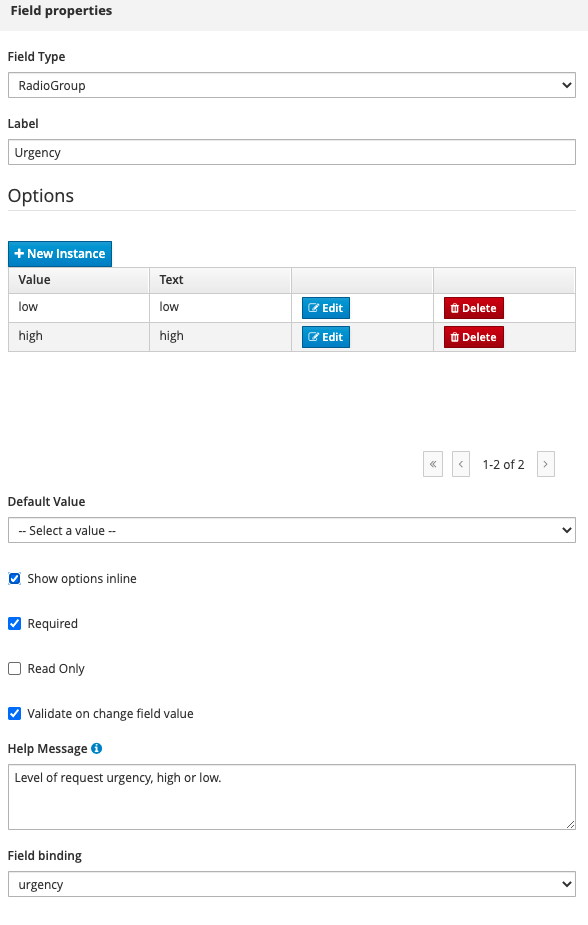 Field properties
Field Type
RadioGroup
Label
Urgency
Options
+ New Instance
Value Text
low low Edit Delete
high high Edit Delete
« ‹ 1-2 of 2 ›
Default Value
-- Select a value --
Show options inline
Required
Read Only
Validate on change field value
Help Message
Level of request urgency, high or low.
Field binding
urgency